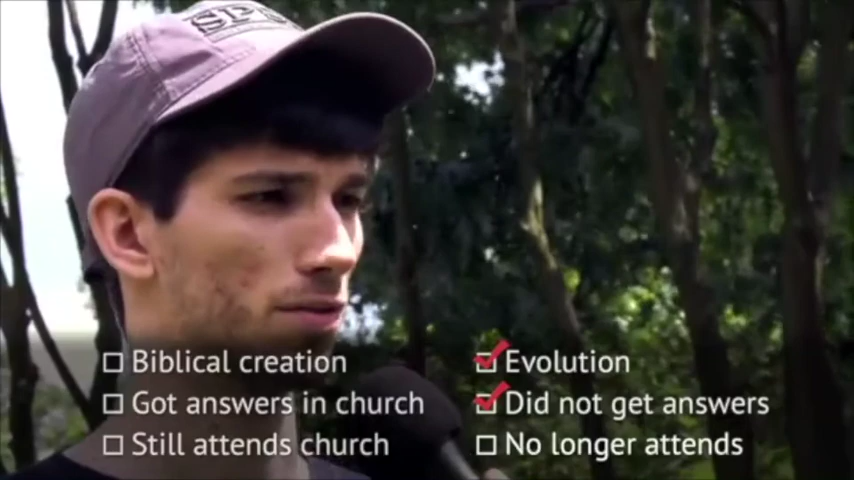 Biblical creation
Evolution
Got answers in church
Did not get answers
Still attends church
No longer attends